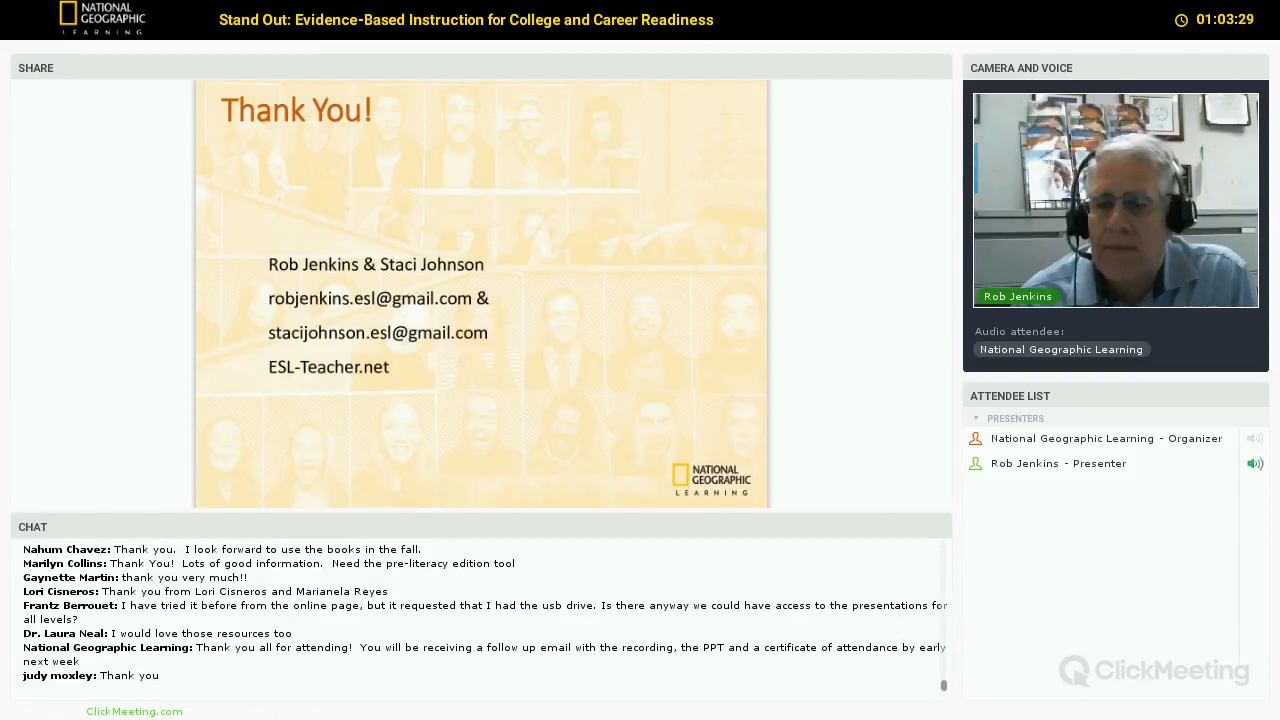 NATIONAL
GEOGRAPHIC
LEARNING
Stand Out: Evidence-Based Instruction for College and Career Readiness
01:03:29
SHARE
Thank You!
Rob Jenkins & Staci Johnson
robjenkins.esl@gmail.com &
stacijohnson.esl@gmail.com
ESL-Teacher.net
NATIONAL
GEOGRAPHIC
LEARNING
CAMERA AND VOICE
Rob Jenkins
Audio attendee:
National Geographic Learning
ATTENDEE LIST
PRESENTERS
National Geographic Learning - Organizer
Rob Jenkins - Presenter
CHAT
Nahum Chavez: Thank you.  I look forward to use the books in the fall.
Marilyn Collins: Thank You!  Lots of good information.  Need the pre-literacy edition tool
Gaynette Martin: thank you very much!!
Lori Cisneros: Thank you from Lori Cisneros and Marianela Reyes
Frantz Berrouet: I have tried it before from the online page, but it requested that I had the usb drive. Is there anyway we could have access to the presentations for
all levels?
Dr. Laura Neal: I would love those resources too
National Geographic Learning: Thank you all for attending!  You will be receiving a follow up email with the recording, the PPT and a certificate of attendance by early
next week
judy moxley: Thank you
ClickMeeting
ClickMeeting.com